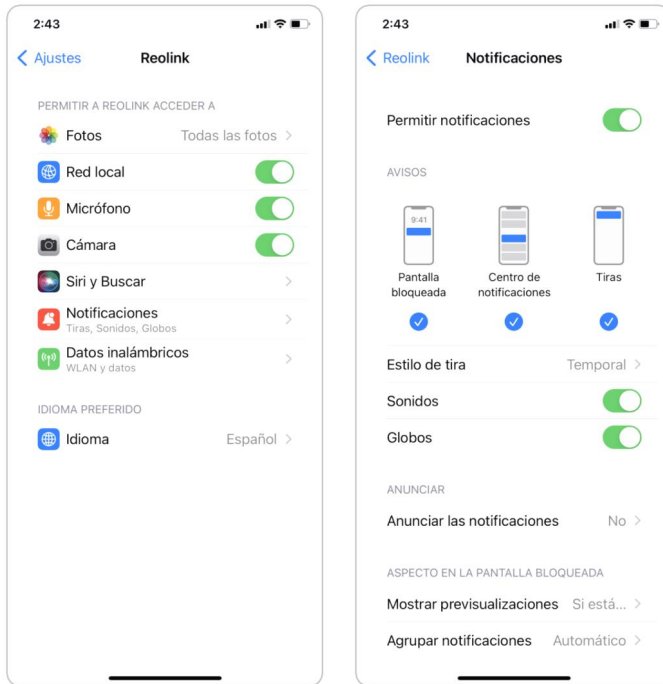 2:43
Ajustes Reolink
PERMITIR A REOLINK ACCEDER A
Fotos Todas las fotos
Red local
Micrófono
Cámara
Siri y Buscar
Notificaciones
Tiras, Sonidos, Globos
Datos inalámbricos
WLAN y datos
IDIOMA PREFERIDO
Idioma Español
2:43
Reolink Notificaciones
Permitir notificaciones
AVISOS
9:41
Pantalla bloqueada
Centro de notificaciones
Tiras
Estilo de tira Temporal
Sonidos
Globos
ANUNCIAR
Anunciar las notificaciones No
ASPECTO EN LA PANTALLA BLOQUEADA
Mostrar previsualizaciones Si está...
Agrupar notificaciones Automático